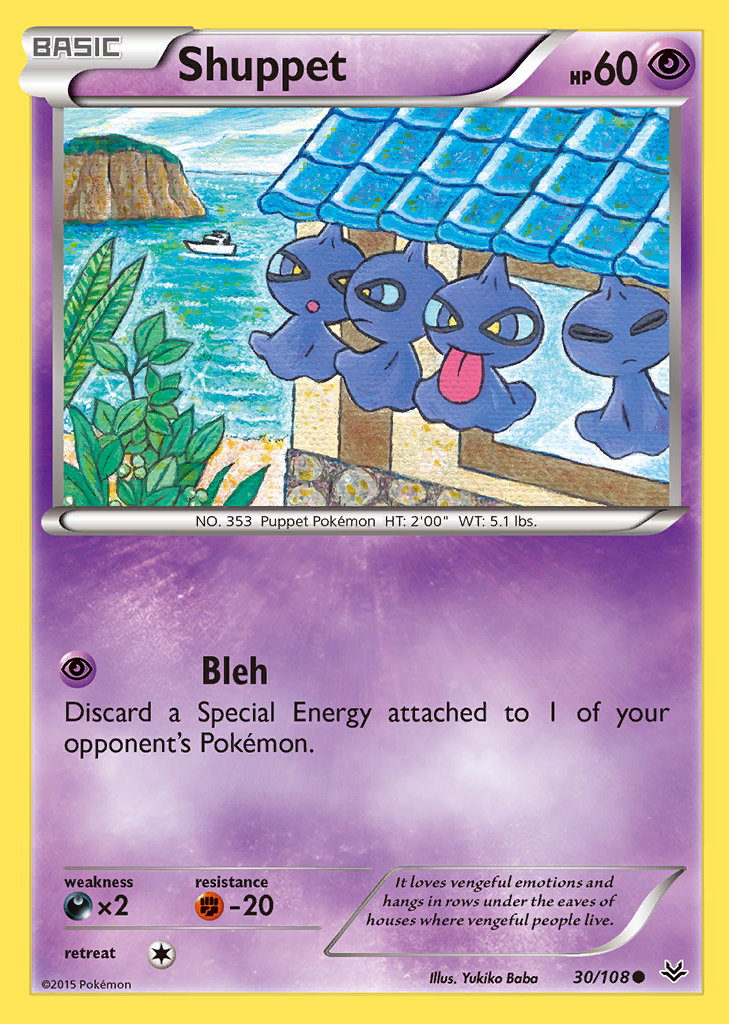 BASIC
Shuppet
HP60
NO. 353 Puppet Pokémon HT: 2'00" WT: 5.1 lbs.
Bleh
Discard a Special Energy attached to 1 of your
opponent's Pokémon.
weakness
×2
resistance
-20
retreat
It loves vengeful emotions and
hangs in rows under the eaves of
houses where vengeful people live.
©2015 Pokémon
Illus. Yukiko Baba
30/108